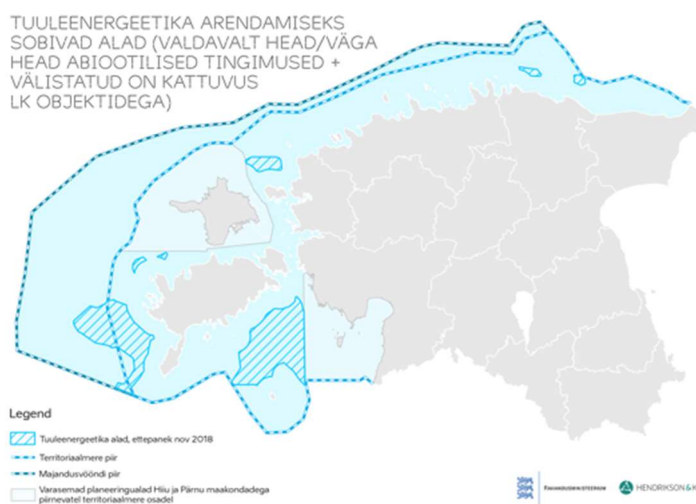 TUULEENERGEETIKA ARENDAMISEKS
SOBIVAD ALAD (VALDAVALT HEAD/VÄGA
HEAD ABIOOTILISED TINGIMUSED +
VÄLISTATUD ON KATTUVUS
LK OBJEKTIDEGA)
Legend
Tuuleenergeetika alad, ettepanek nov 2018
Territoriaalmere piir
Majandusvööndi piir
Varasemad planeeringualad Hiiu ja Pärnu maakondadega
piirnevatel territoriaalmere osadel
RAHANDUSMINISTEERIUM
HENDRIKSON &